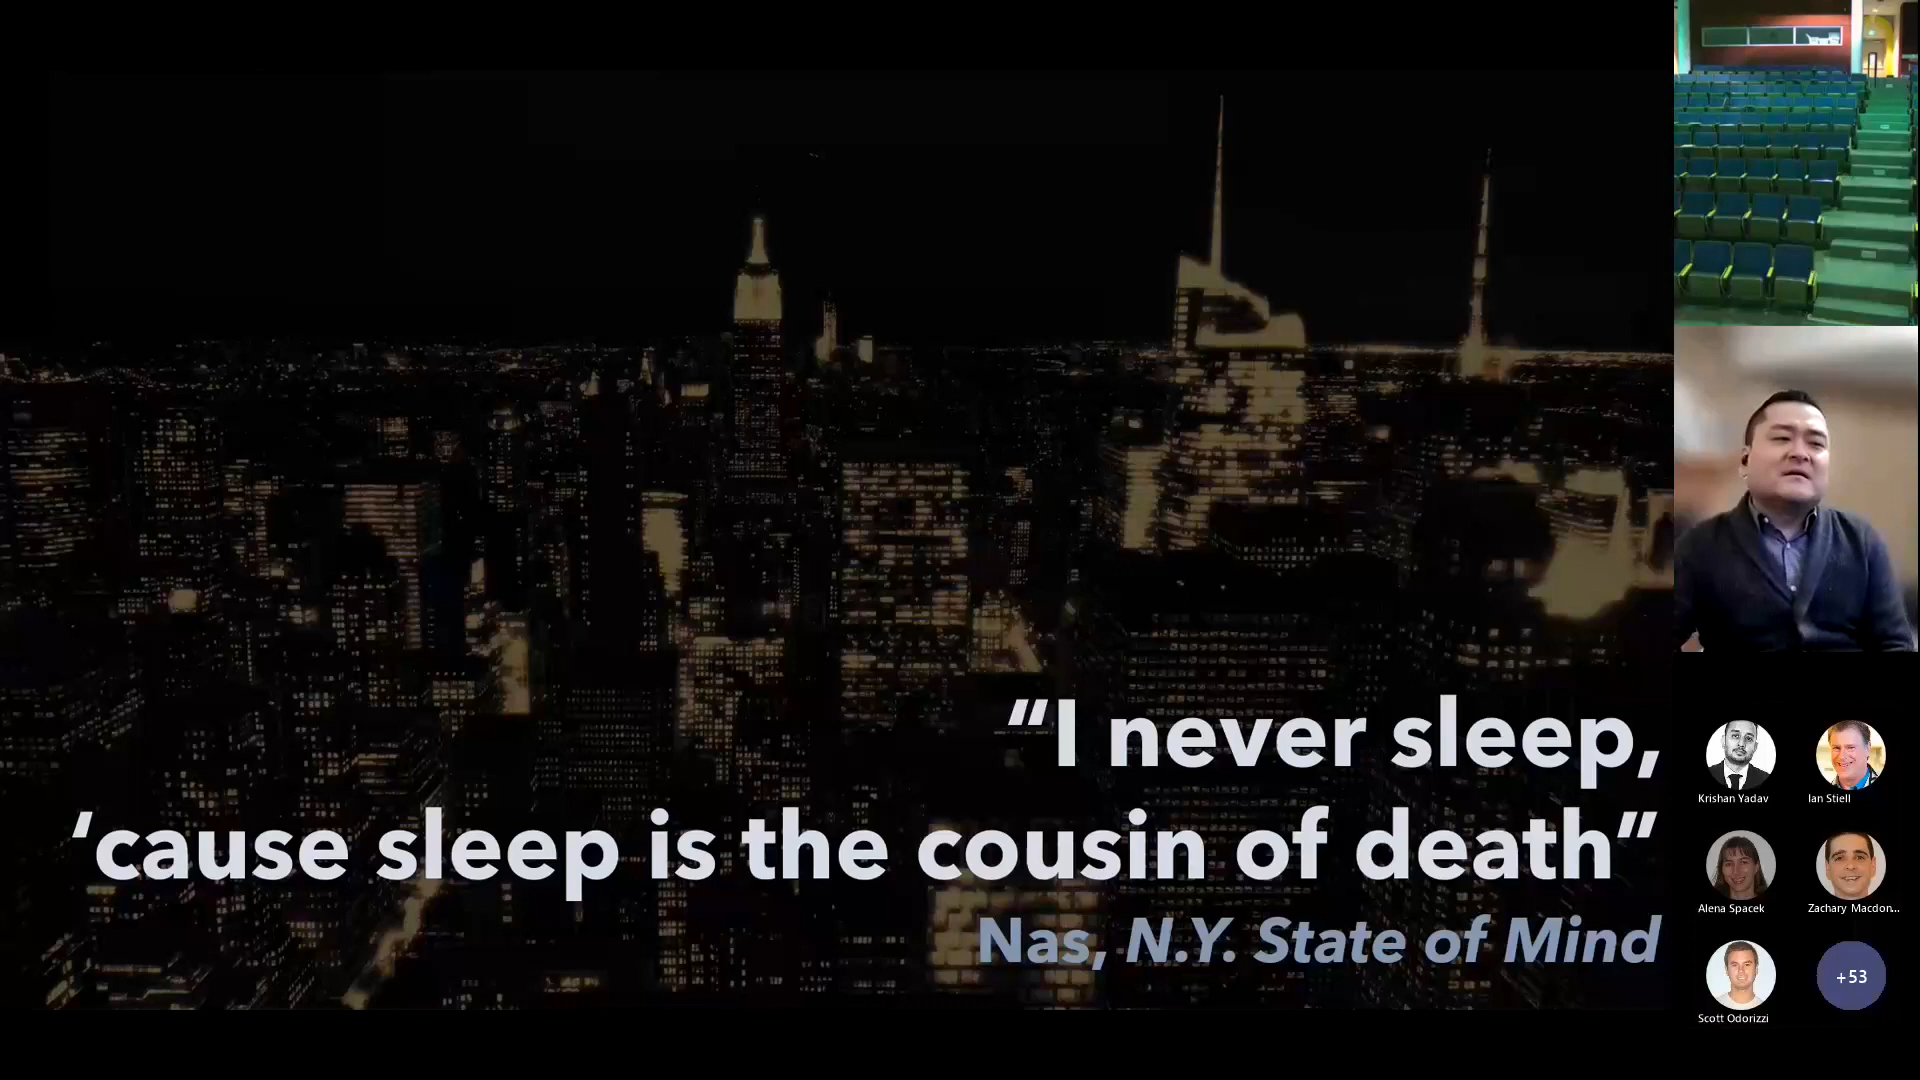 “I never sleep,
‘cause sleep is the cousin of death”
Nas, N.Y. State of Mind
Krishan Yadav
Ian Stiell
Alena Spacek
Zachary Macdon...
Scott Odorizzi
+53